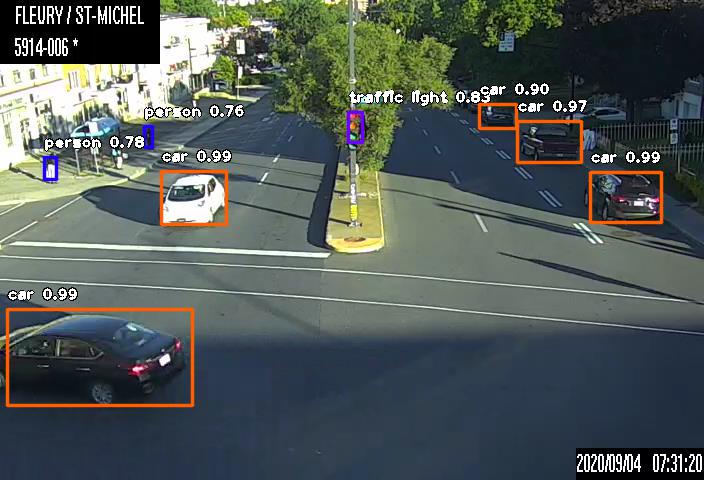 FLEURY / ST-MICHEL
5914-006 *
car 0.90
traffic light 0.83
car 0.97
person 0.76
person 0.78
car 0.99
car 0.99
car 0.99
2020/09/04 07:31:20